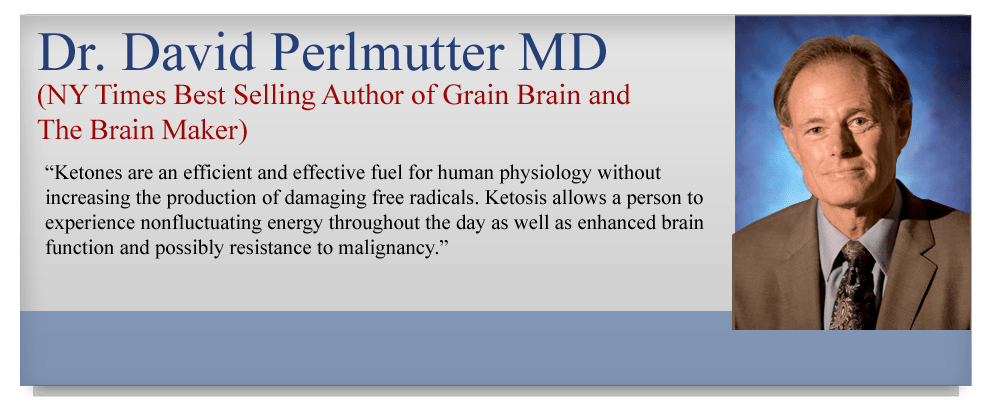 Dr. David Perlmutter MD
(NY Times Best Selling Author of Grain Brain and
The Brain Maker)
“Ketones are an efficient and effective fuel for human physiology without
increasing the production of damaging free radicals. Ketosis allows a person to
experience nonfluctuating energy throughout the day as well as enhanced brain
function and possibly resistance to malignancy.”